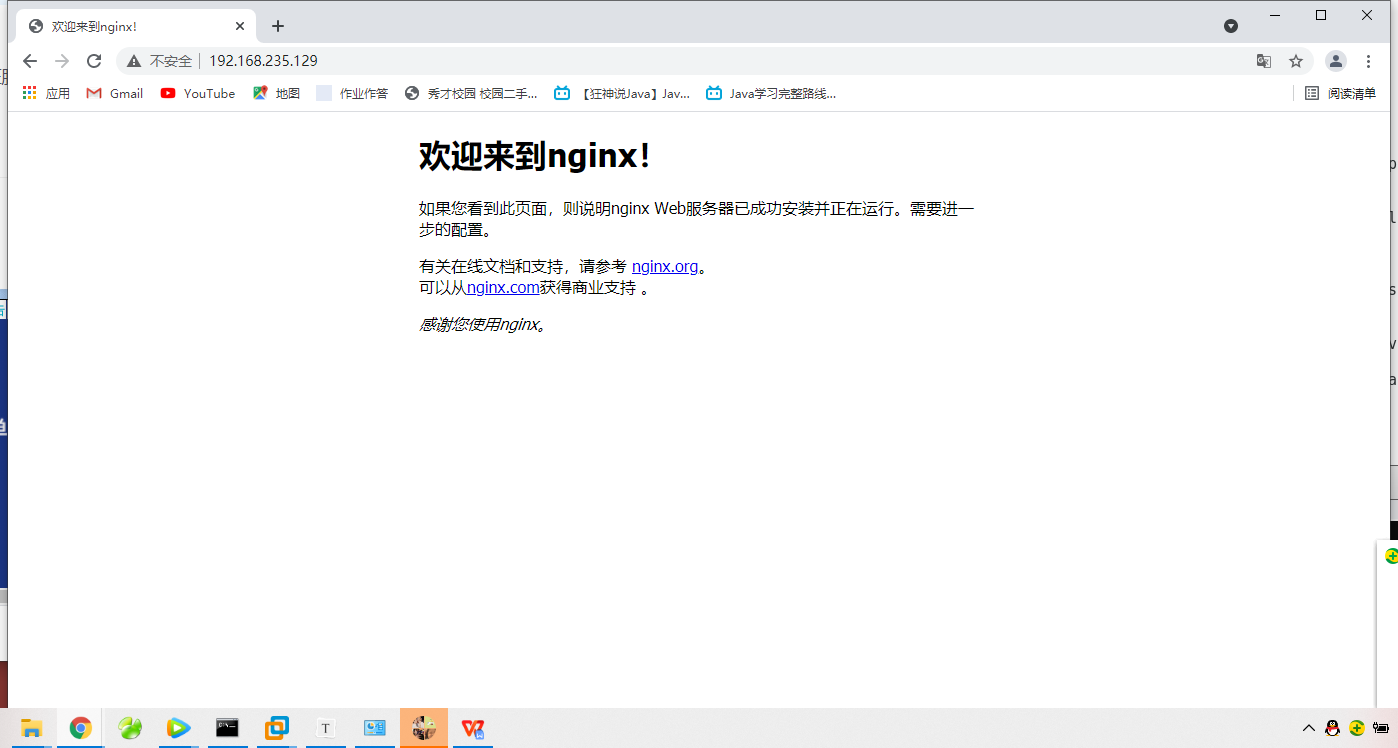 欢迎来到nginx!
不安全
192.168.235.129
应用
Gmail
YouTube
地图
作业作答
秀才校园 校园二手...
【狂神说Java】Jav...
Java学习完整路线...
阅读清单
欢迎来到nginx！
如果您看到此页面，则说明nginx Web服务器已成功安装并正在运行。需要进一
步的配置。
有关在线文档和支持，请参考 nginx.org。
可以从nginx.com获得商业支持 。
感谢您使用nginx。